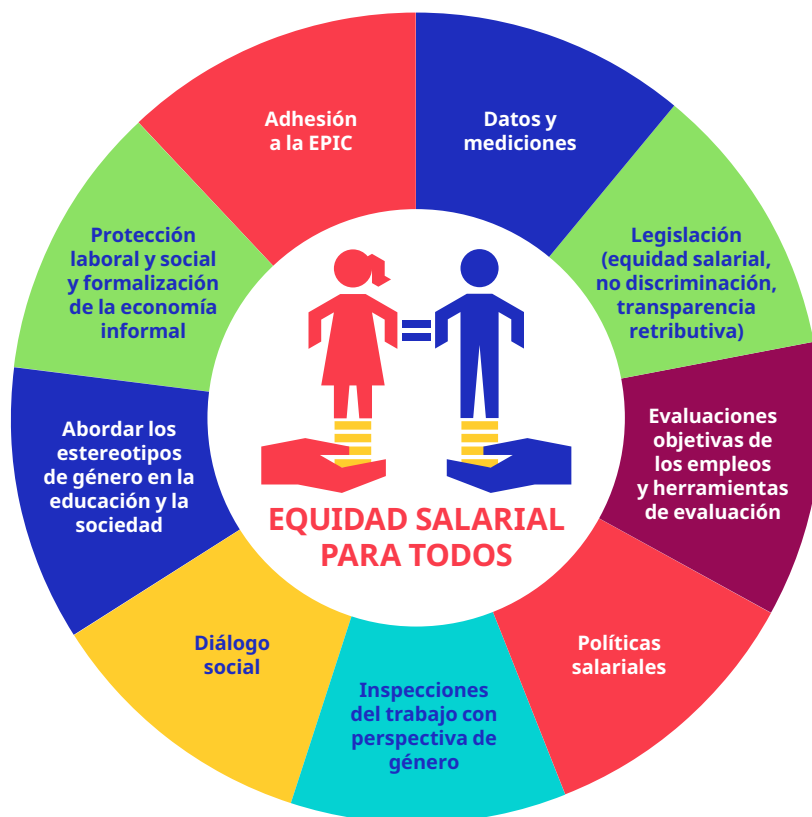 Adhesión
a la EPIC
Datos y
mediciones
Legislación
(equidad salarial,
no discriminación,
transparencia
retributiva)
Evaluaciones
objetivas de
los empleos
y herramientas
de evaluación
Políticas
salariales
Inspecciones
del trabajo con
perspectiva de
género
Diálogo
social
Abordar los
estereotipos
de género en la
educación y la
sociedad
Protección
laboral y social
y formalización
de la economía
informal
EQUIDAD SALARIAL
PARA TODOS